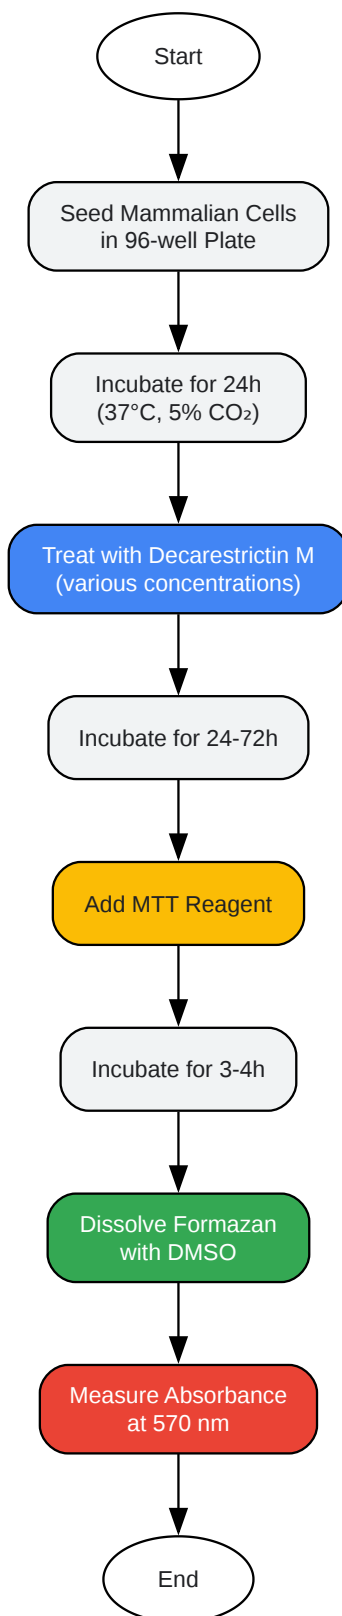 Start
Seed Mammalian Cells
in 96-well Plate
Incubate for 24h
(37°C, 5% CO₂)
Treat with Decarestrictin M
(various concentrations)
Incubate for 24-72h
Add MTT Reagent
Incubate for 3-4h
Dissolve Formazan
with DMSO
Measure Absorbance
at 570 nm
End